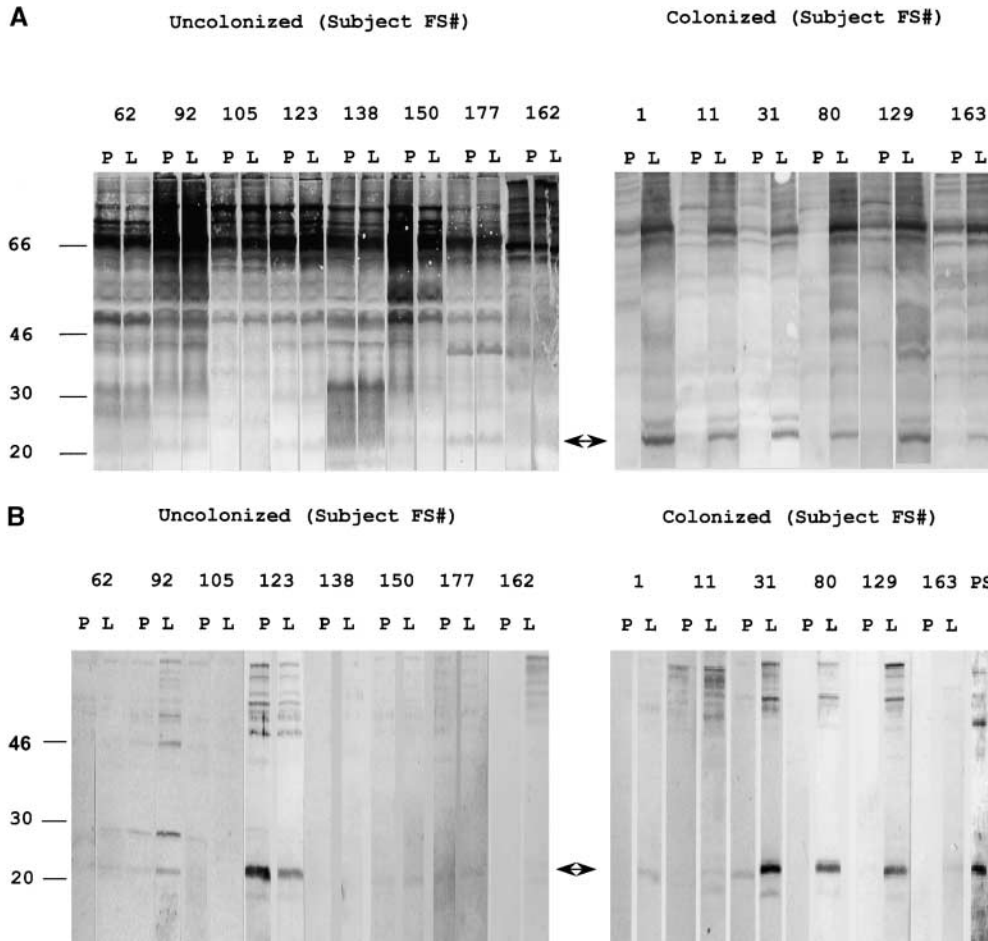 A
Uncolonized (Subject FS#)
Colonized (Subject FS#)
62 92 105 123 138 150 177 162
1 11 31 80 129 163
P L P L P L P L P L P L P L P L
P L P L P L P L P L P L
66
46
30
20
B
Uncolonized (Subject FS#)
Colonized (Subject FS#)
62 92 105 123 138 150 177 162
1 11 31 80 129 163 PS
P L P L P L P L P L P L P L P L
P L P L P L P L P L P L
46
30
20